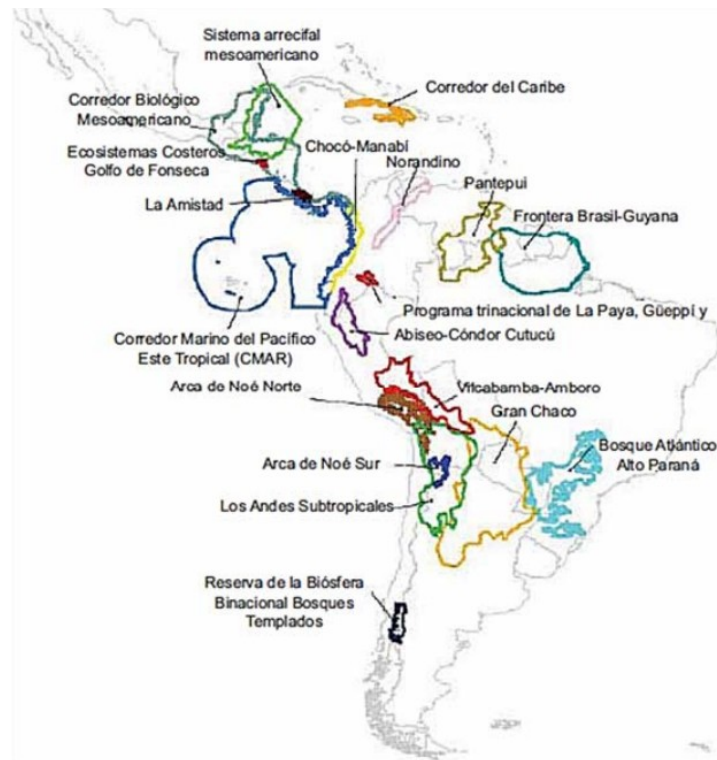 Sistema arrecifal
mesoamericano
Corredor del Caribe
Corredor Biológico
Mesoamericano
Chocó-Manabí
Norandino
Ecosistemas Costeros
Golfo de Fonseca
Pantepui
La Amistad
Frontera Brasil-Guyana
Programa trinacional de La Paya, Güeppí y
Corredor Marino del Pacífico
Este Tropical (CMAR)
Abiseo-Cóndor Cutucú
Arca de Noé Norte
Vilcabamba-Amboro
Gran Chaco
Bosque Atlántico
Alto Paraná
Arca de Noé Sur
Los Andes Subtropicales
Reserva de la Biósfera
Binacional Bosques
Templados